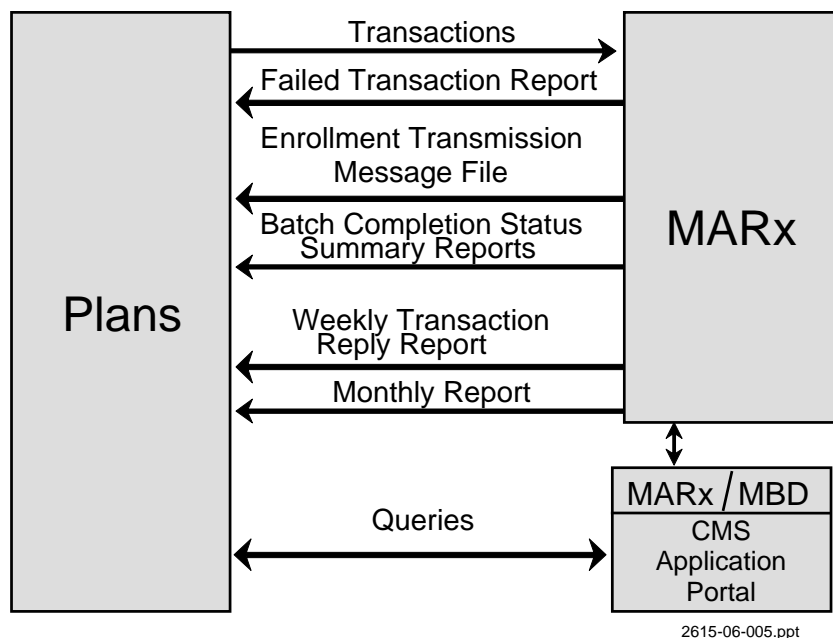 Transactions
Failed Transaction Report
Enrollment Transmission
Message File
Batch Completion Status
Summary Reports
MARx
Plans
Weekly Transaction
Reply Report
Monthly Report
MARx / MBD
Queries
CMS
Application
Portal
2615-06-005.ppt